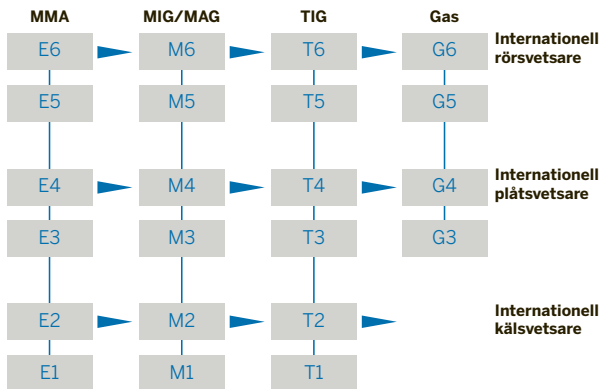 MMA MIG/MAG TIG Gas
E6 M6 T6 G6 Internationell
rörsvetsare
E5 M5 T5 G5
E4 M4 T4 G4 Internationell
plåtsvetsare
E3 M3 T3 G3
E2 M2 T2 Internationell
kälsvetsare
E1 M1 T1